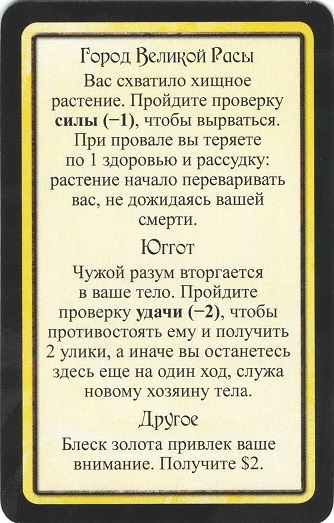 Город Великой Расы
Вас схватило хищное
растение. Пройдите проверку
силы (−1), чтобы вырваться.
При провале вы теряете
по 1 здоровью и рассудку:
растение начало переваривать
вас, не дожидаясь вашей
смерти.
Юггот
Чужой разум вторгается
в ваше тело. Пройдите
проверку удачи (−2), чтобы
противостоять ему и получить
2 улики, а иначе вы останетесь
здесь еще на один ход, служа
новому хозяину тела.
Другое
Блеск золота привлек ваше
внимание. Получите $2.